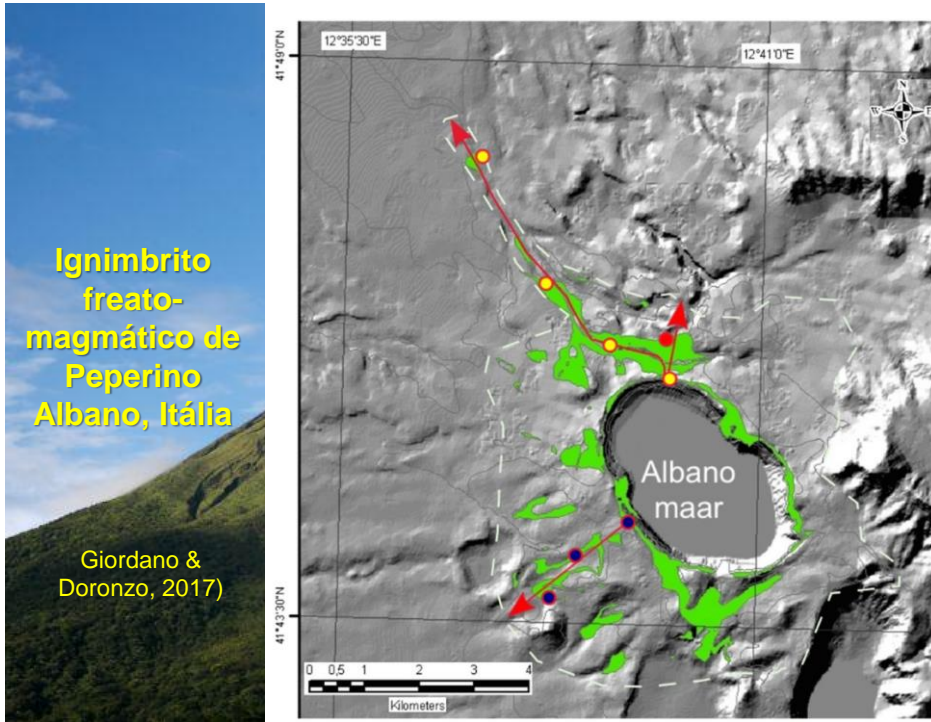 Ignimbrito
freato-
magmático de
Peperino
Albano, Itália
Giordano &
Doronzo, 2017)
12°35'30"E
12°41'0"E
41°49'0"N
N
W
E
S
Albano
maar
41°43'30"N
0 0,5 1 2 3 4
Kilometers